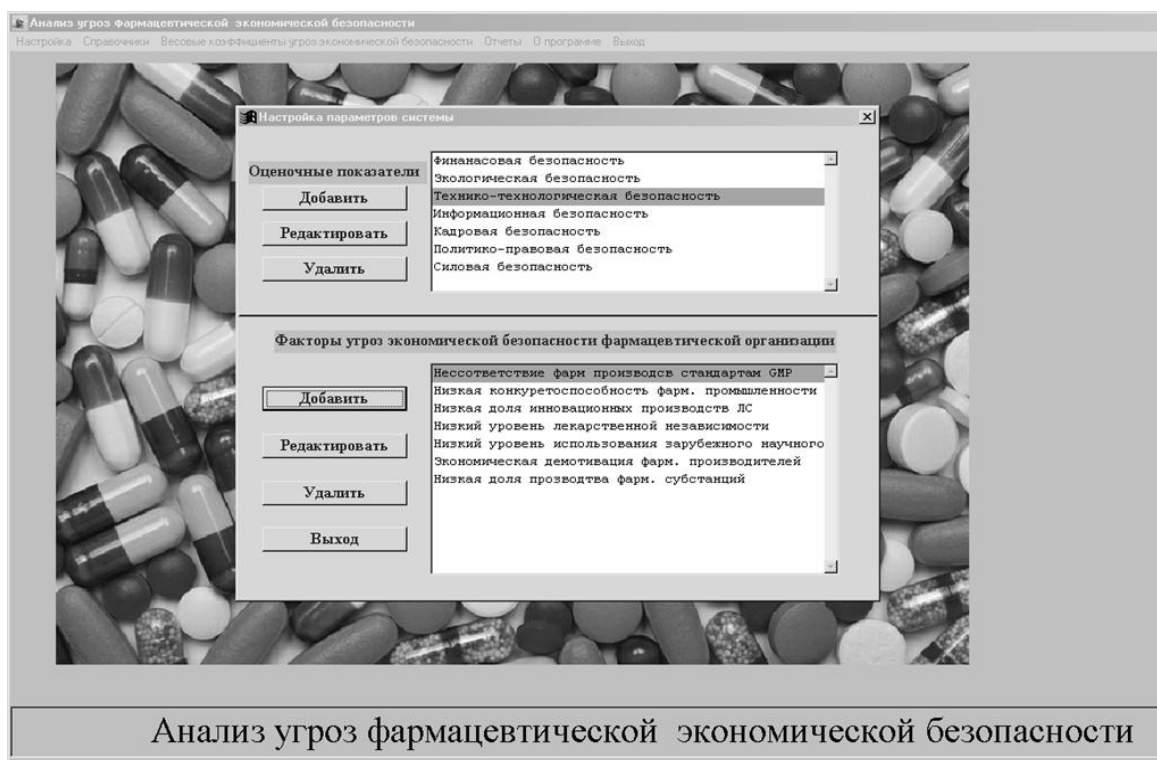 Анализ угроз фармацевтической экономической безопасности
Настройка Справочники Весовые коэффициенты угроз экономической безопасности Отчеты О программе Выход
Настройка параметров системы
Оценочные показатели
Добавить
Редактировать
Удалить
Финанасовая безопасность
Экологическая безопасность
Технико-технологическая безопасность
Информационная безопасность
Кадровая безопасность
Политико-правовая безопасность
Силовая безопасность
Факторы угроз экономической безопасности фармацевтической организации
Добавить
Редактировать
Удалить
Выход
Нессответствие фарм производсв стандартам GMP
Низкая конкуретоспособность фарм. промышленности
Низкая доля инновационных производств ЛС
Низкий уровень лекарственной независимости
Низкий уровень использования зарубежного научного
Экономическая демотивация фарм. производителей
Низкая доля прозводтва фарм. субстанций
Анализ угроз фармацевтической экономической безопасности